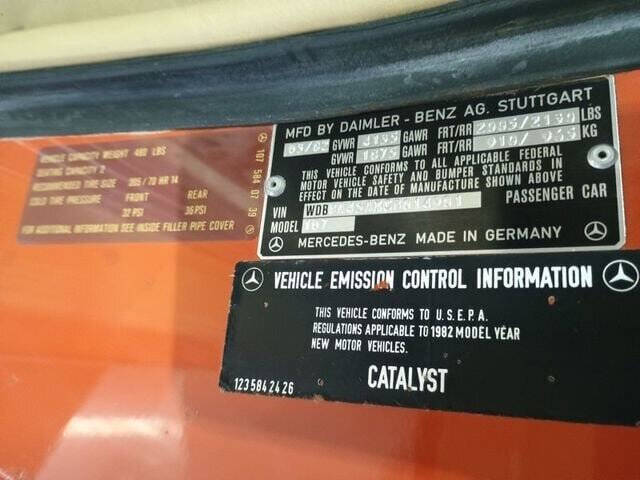 VEHICLE CAPACITY WEIGHT 480 LBS
SEATING CAPACITY 2
RECOMMENDED TIRE SIZE 205 / 70 HR 14
COLD TIRE PRESSURE FRONT REAR
32 PSI 36 PSI
FOR ADDITIONAL INFORMATION SEE INSIDE FILLER PIPE COVER
107 584 07 39
MFD BY DAIMLER - BENZ AG. STUTTGART
GVWR GAWR FRT/RR LBS
GVWR 1875 GAWR FRT/RR KG
THIS VEHICLE CONFORMS TO ALL APPLICABLE FEDERAL
MOTOR VEHICLE SAFETY AND BUMPER STANDARDS IN
EFFECT ON THE DATE OF MANUFACTURE SHOWN ABOVE
VIN WDB
PASSENGER CAR
MODEL 107
MERCEDES-BENZ MADE IN GERMANY
VEHICLE EMISSION CONTROL INFORMATION
THIS VEHICLE CONFORMS TO U.S.E.P.A.
REGULATIONS APPLICABLE TO 1982 MODEL YEAR
NEW MOTOR VEHICLES.
CATALYST
123 584 24 26